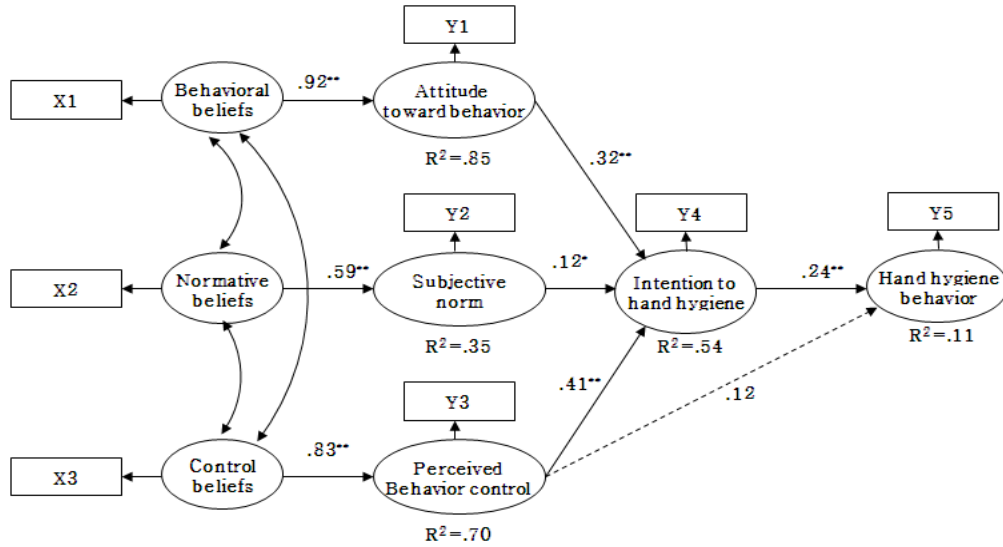 Y1
X1
Behavioral
beliefs
.92**
Attitude
toward behavior
R²=.85
.32**
Y2
Y4
Y5
X2
Normative
beliefs
.59**
Subjective
norm
.12*
Intention to
hand hygiene
.24**
Hand hygiene
behavior
R²=.35
R²=.54
R²=.11
Y3
.41**
.12
X3
Control
beliefs
.83**
Perceived
Behavior control
R²=.70